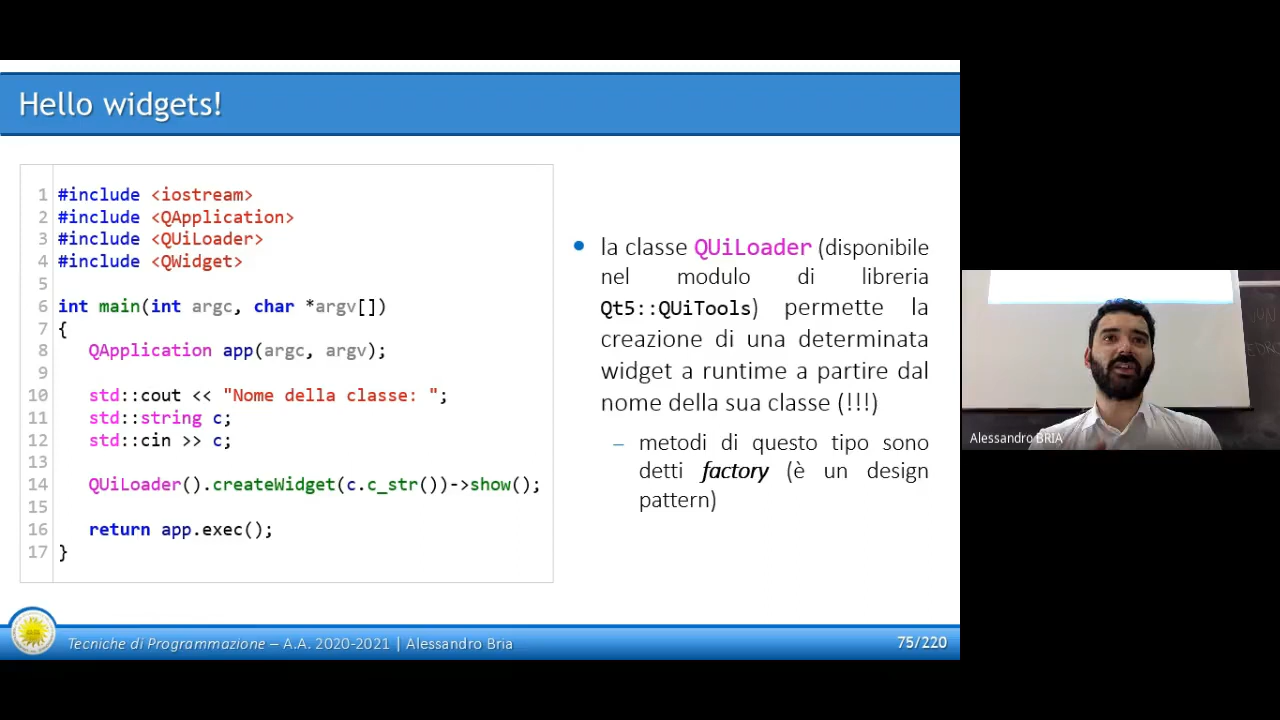 Hello widgets!
1 #include <iostream>
2 #include <QApplication>
3 #include <QUiLoader>
4 #include <QWidget>
5
6 int main(int argc, char *argv[])
7 {
8 QApplication app(argc, argv);
9
10 std::cout << "Nome della classe: ";
11 std::string c;
12 std::cin >> c;
13
14 QUiLoader().createWidget(c.c_str())->show();
15
16 return app.exec();
17 }
• la classe QUiLoader (disponibile
nel modulo di libreria
Qt5::QUiTools) permette la
creazione di una determinata
widget a runtime a partire dal
nome della sua classe (!!!)
– metodi di questo tipo sono
detti factory (è un design
pattern)
Alessandro BRIA
Tecniche di Programmazione – A.A. 2020-2021 | Alessandro Bria
75/220